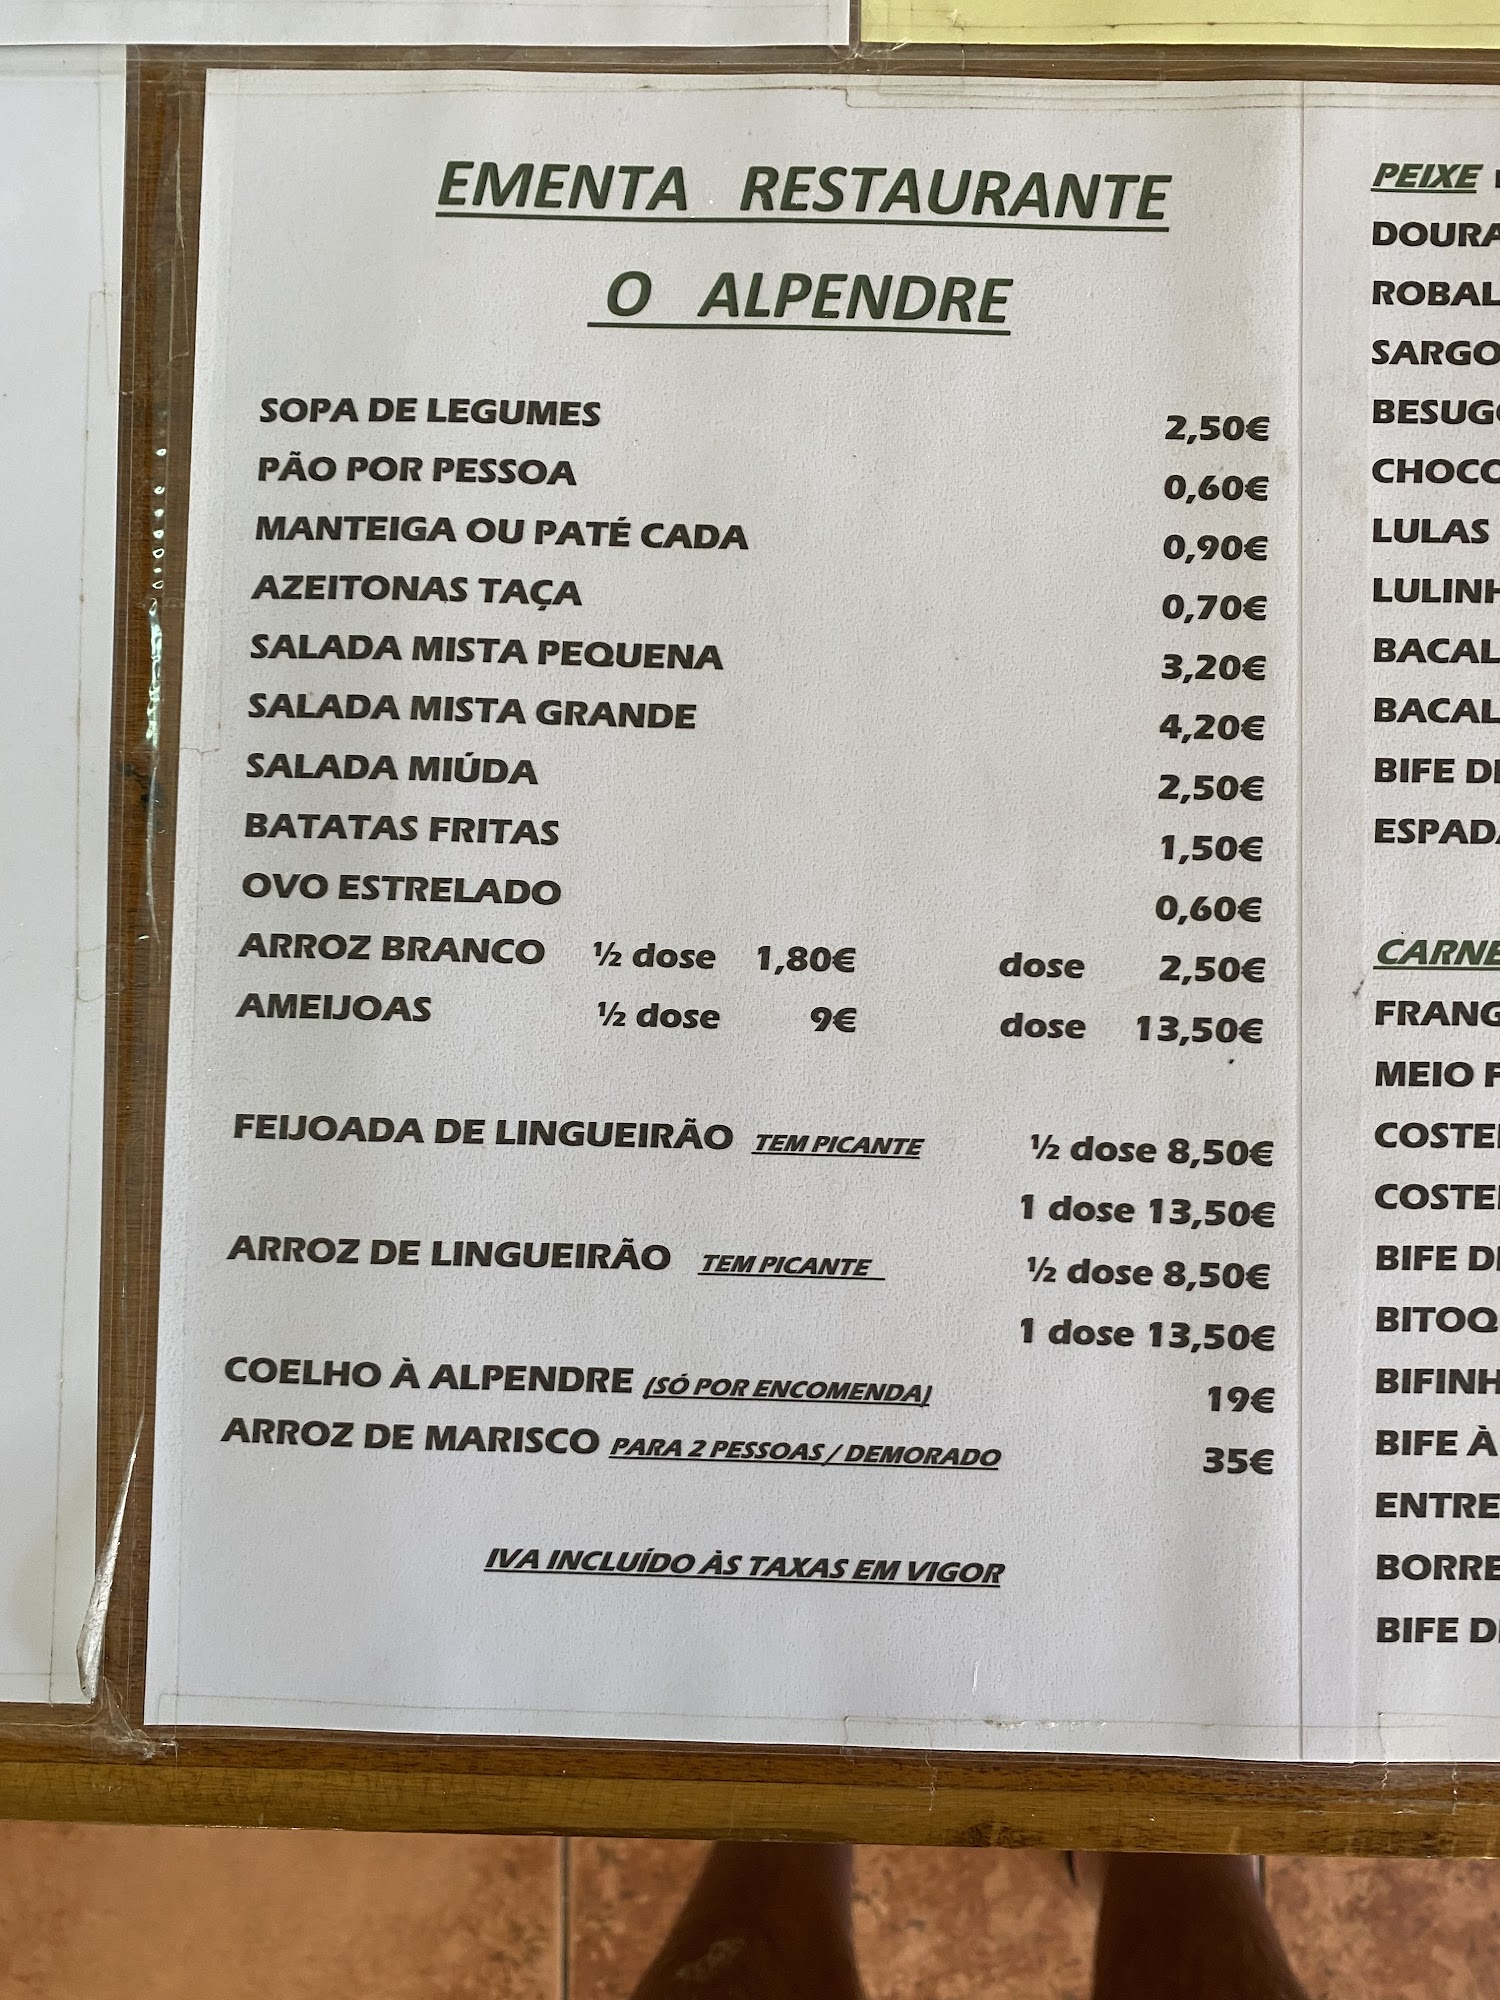 EMENTA RESTAURANTE
O ALPENDRE
SOPA DE LEGUMES 2,50€
PÃO POR PESSOA 0,60€
MANTEIGA OU PATÉ CADA 0,90€
AZEITONAS TAÇA 0,70€
SALADA MISTA PEQUENA 3,20€
SALADA MISTA GRANDE 4,20€
SALADA MIÚDA 2,50€
BATATAS FRITAS 1,50€
OVO ESTRELADO 0,60€
ARROZ BRANCO ½ dose 1,80€ dose 2,50€
AMEIJOAS ½ dose 9€ dose 13,50€
FEIJOADA DE LINGUEIRÃO TEM PICANTE ½ dose 8,50€
1 dose 13,50€
ARROZ DE LINGUEIRÃO TEM PICANTE ½ dose 8,50€
1 dose 13,50€
COELHO À ALPENDRE (SÓ POR ENCOMENDA) 19€
ARROZ DE MARISCO PARA 2 PESSOAS / DEMORADO 35€
IVA INCLUÍDO ÀS TAXAS EM VIGOR
PEIXE
SARGO
LULAS
BIFE
CARNE
MEIO
BIFE
BIFE À
BIFE